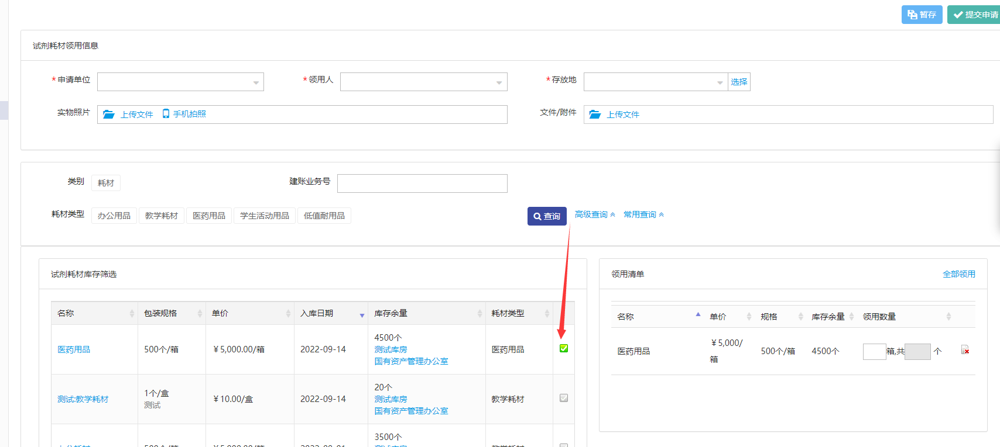 暂存 提交申请
试剂耗材领用信息
*申请单位 *领用人 *存放地 选择
实物照片 上传文件 手机拍照 文件/附件 上传文件
类别 耗材 建账业务号
耗材类型 办公用品 教学耗材 医药用品 学生活动用品 低值耐用品 查询 高级查询 常用查询
试剂耗材库存筛选
名称 包装规格 单价 入库日期 库存余量 耗材类型
医药用品 500个/箱 ¥5,000.00/箱 2022-09-14 4500个 医药用品
测试库房
国有资产管理办公室
测试:教学耗材 1个/盒 ¥10.00/盒 2022-09-14 20个 教学耗材
测试 测试库房
国有资产管理办公室
3500个
领用清单 全部领用
名称 单价 规格 库存余量 领用数量
医药用品 ¥5,000/ 500个/箱 4500个 箱,共 个
箱